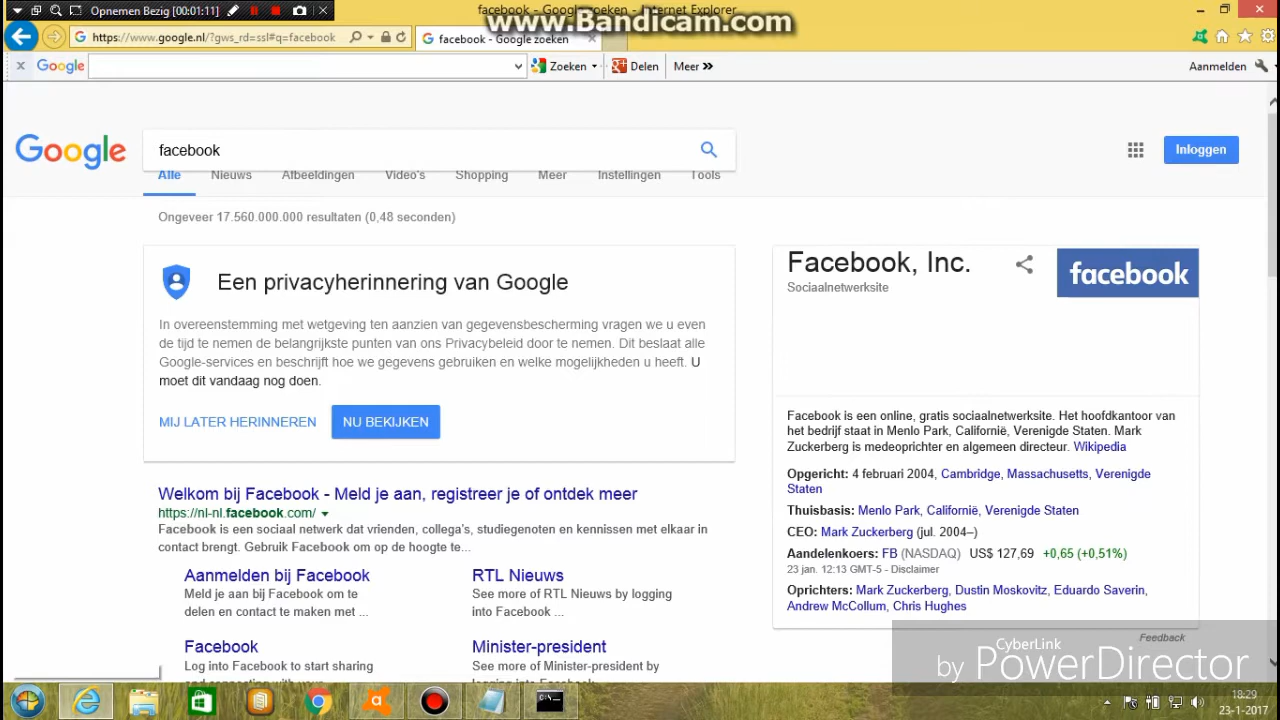 Opnemen Bezig [00:01:11]
facebook - Google zoeken - Internet Explorer
www.Bandicam.com
https://www.google.nl/?gws_rd=ssl#q=facebook
facebook - Google zoeken
Google
Zoeken
Delen
Meer »
Aanmelden
Google
facebook
Inloggen
Alle
Nieuws
Afbeeldingen
Video's
Shopping
Meer
Instellingen
Tools
Ongeveer 17.560.000.000 resultaten (0,48 seconden)
Een privacyherinnering van Google
In overeenstemming met wetgeving ten aanzien van gegevensbescherming vragen we u even
de tijd te nemen de belangrijkste punten van ons Privacybeleid door te nemen. Dit beslaat alle
Google-services en beschrijft hoe we gegevens gebruiken en welke mogelijkheden u heeft. U
moet dit vandaag nog doen.
MIJ LATER HERINNEREN
NU BEKIJKEN
Welkom bij Facebook - Meld je aan, registreer je of ontdek meer
https://nl-nl.facebook.com/
Facebook is een sociaal netwerk dat vrienden, collega's, studiegenoten en kennissen met elkaar in
contact brengt. Gebruik Facebook om op de hoogte te...
Aanmelden bij Facebook
Meld je aan bij Facebook om te
delen en contact te maken met ...
RTL Nieuws
See more of RTL Nieuws by logging
into Facebook ...
Facebook
Log into Facebook to start sharing
Minister-president
See more of Minister-president by
Facebook, Inc.
Sociaalnetwerksite
facebook
Facebook is een online, gratis sociaalnetwerksite. Het hoofdkantoor van
het bedrijf staat in Menlo Park, Californië, Verenigde Staten. Mark
Zuckerberg is medeoprichter en algemeen directeur. Wikipedia
Opgericht: 4 februari 2004, Cambridge, Massachusetts, Verenigde
Staten
Thuisbasis: Menlo Park, Californië, Verenigde Staten
CEO: Mark Zuckerberg (jul. 2004–)
Aandelenkoers: FB (NASDAQ) US$ 127,69 +0,65 (+0,51%)
23 jan. 12:13 GMT-5 - Disclaimer
Oprichters: Mark Zuckerberg, Dustin Moskovitz, Eduardo Saverin,
Andrew McCollum, Chris Hughes
Feedback
CyberLink
by PowerDirector
18:29
23-1-2017